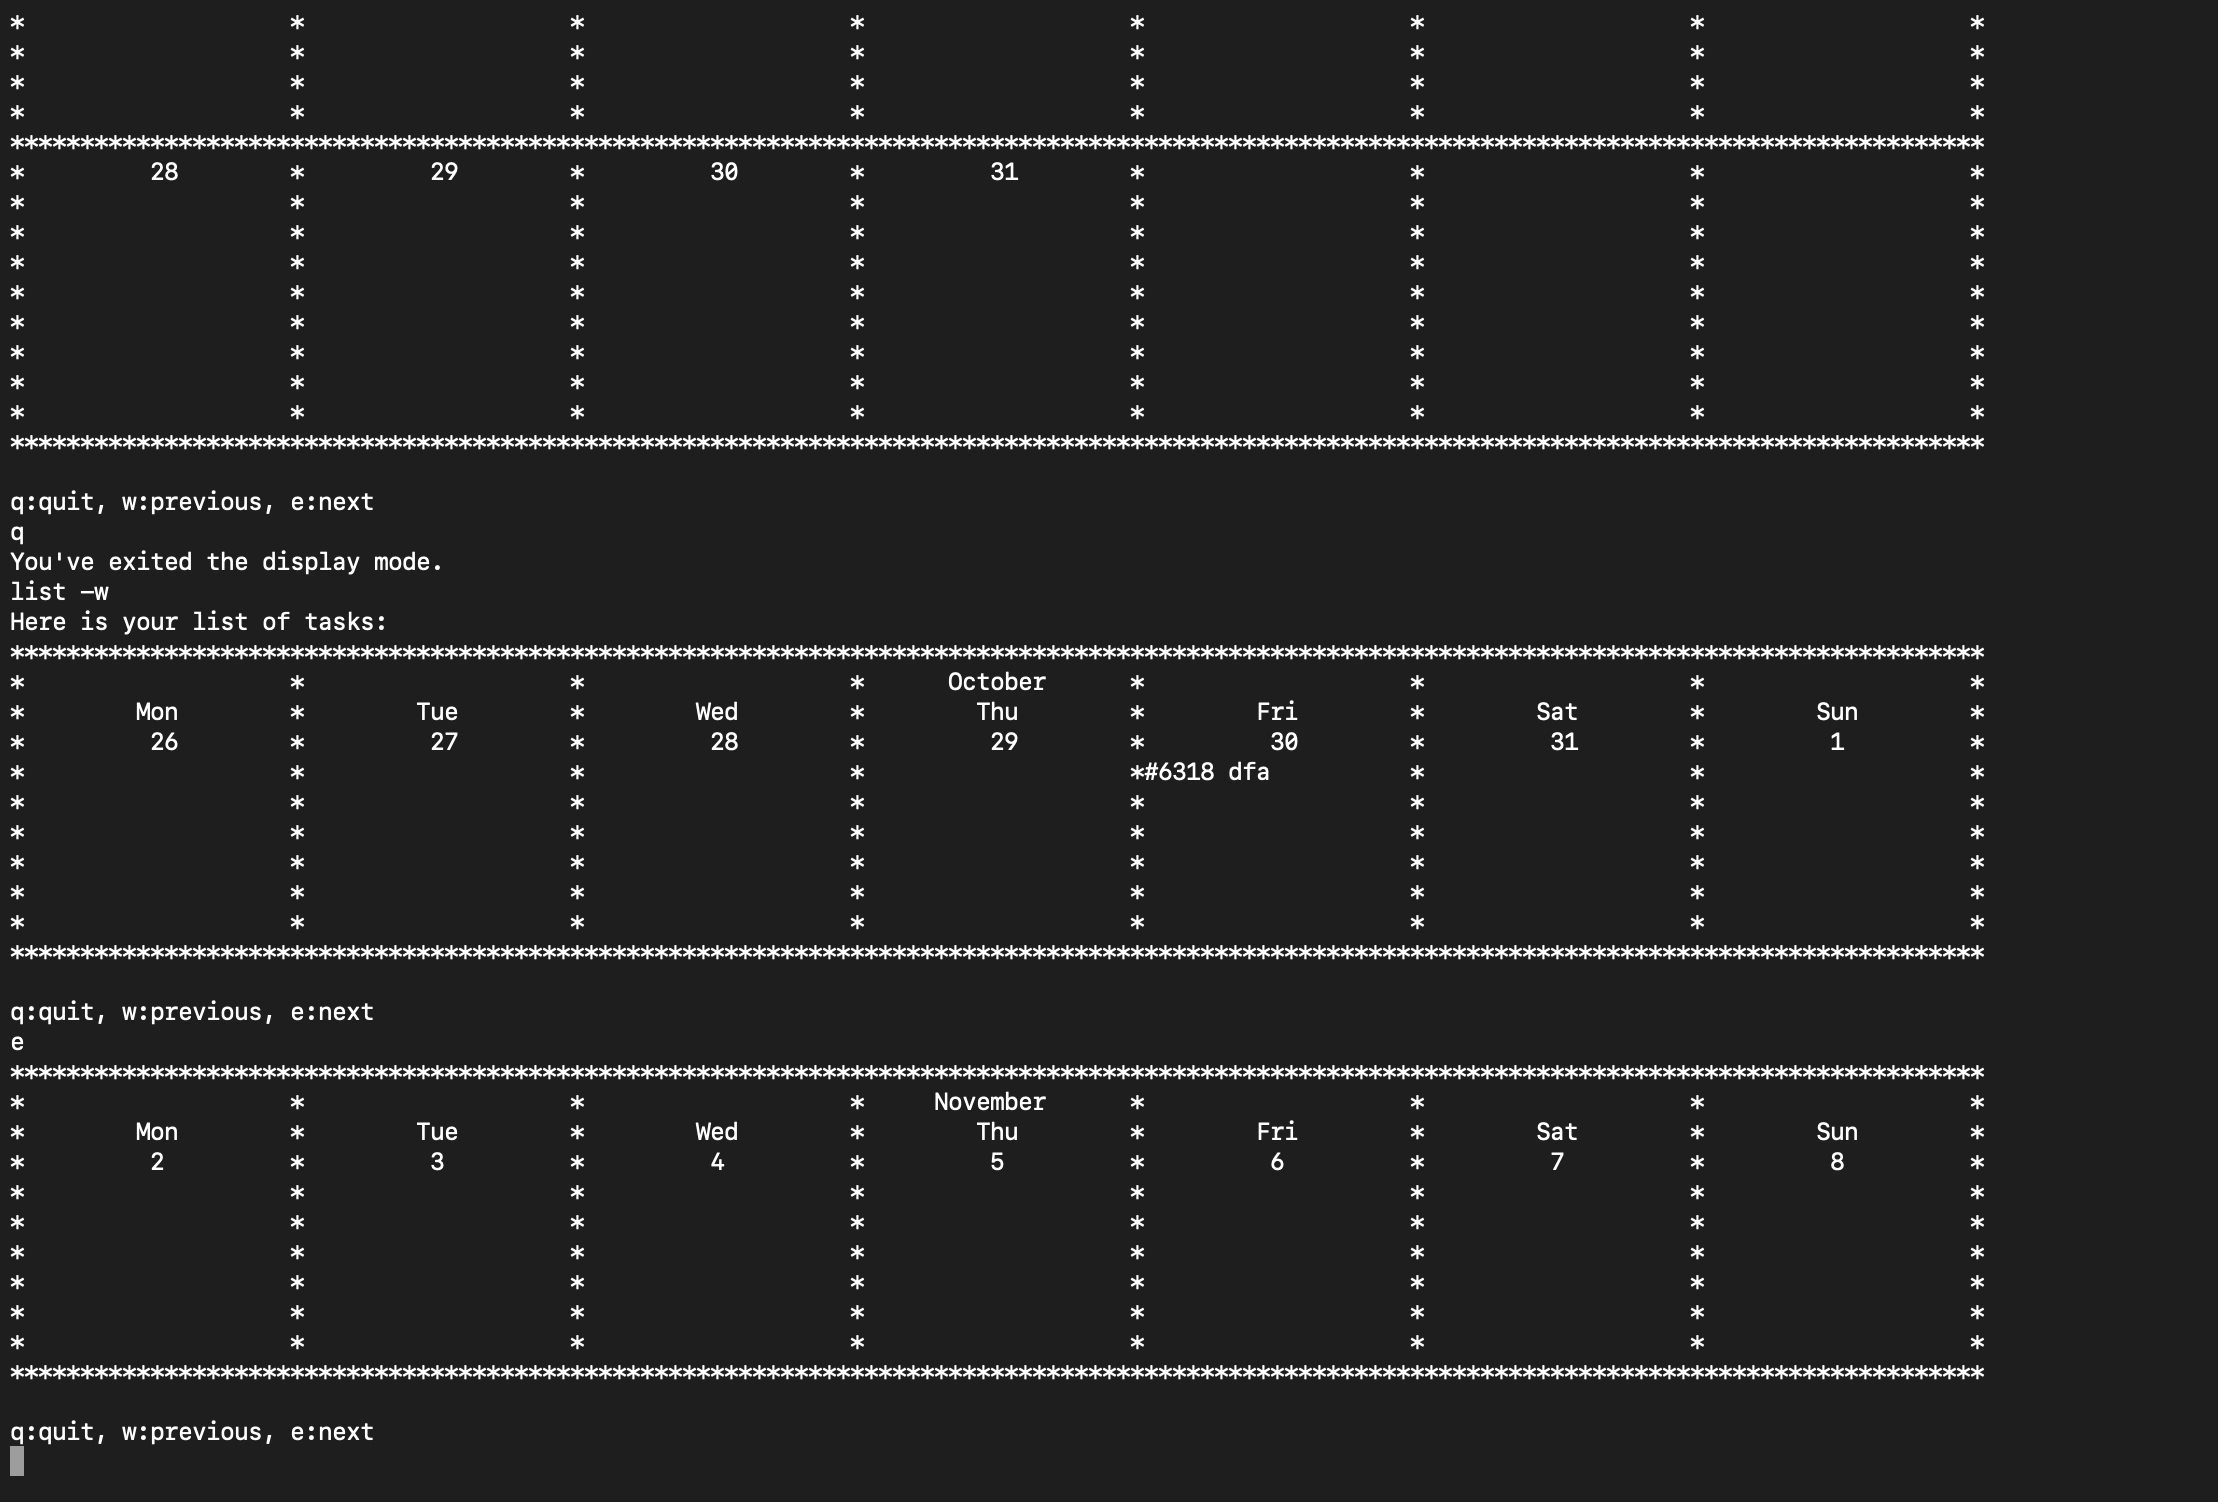 * * * * * * * *
* * * * * * * *
* * * * * * * *
* * * * * * * *
*********************************************************************************************************************************************
* 28 * 29 * 30 * 31 * * * *
* * * * * * * *
* * * * * * * *
* * * * * * * *
* * * * * * * *
* * * * * * * *
* * * * * * * *
* * * * * * * *
* * * * * * * *
*********************************************************************************************************************************************
q:quit, w:previous, e:next
q
You've exited the display mode.
list -w
Here is your list of tasks:
*********************************************************************************************************************************************
* * * * October * * * *
* Mon * Tue * Wed * Thu * Fri * Sat * Sun *
* 26 * 27 * 28 * 29 * 30 * 31 * 1 *
* * * * *#6318 dfa * * *
* * * * * * * *
* * * * * * * *
* * * * * * * *
* * * * * * * *
* * * * * * * *
*********************************************************************************************************************************************
q:quit, w:previous, e:next
e
*********************************************************************************************************************************************
* * * * November * * * *
* Mon * Tue * Wed * Thu * Fri * Sat * Sun *
* 2 * 3 * 4 * 5 * 6 * 7 * 8 *
* * * * * * * *
* * * * * * * *
* * * * * * * *
* * * * * * * *
* * * * * * * *
* * * * * * * *
*********************************************************************************************************************************************
q:quit, w:previous, e:next